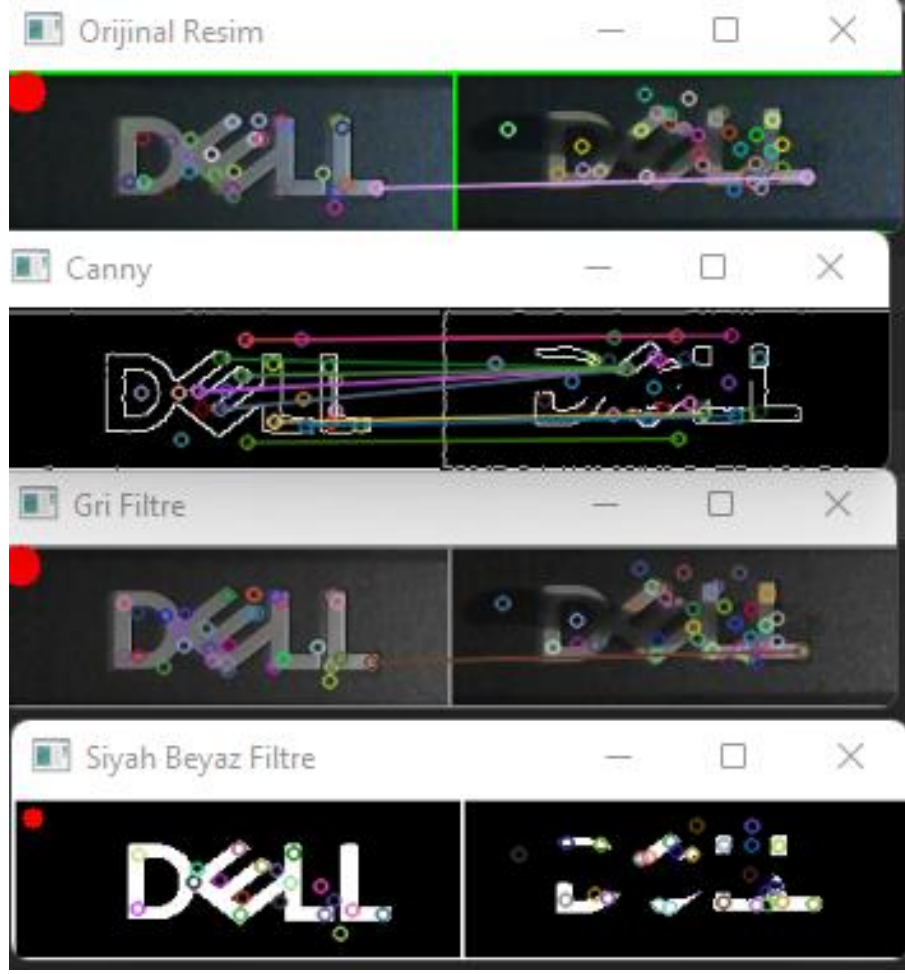 Orijinal Resim
DELL DELL
Canny
DELL
Gri Filtre
DELL DELL
Siyah Beyaz Filtre
DELL